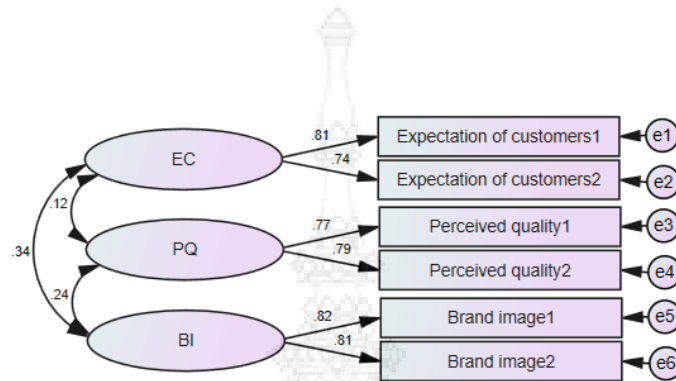 .81
Expectation of customers1
e1
EC
.74
Expectation of customers2
e2
.12
.77
Perceived quality1
e3
.34
PQ
.79
Perceived quality2
e4
.24
.82
Brand image1
e5
BI
.81
Brand image2
e6